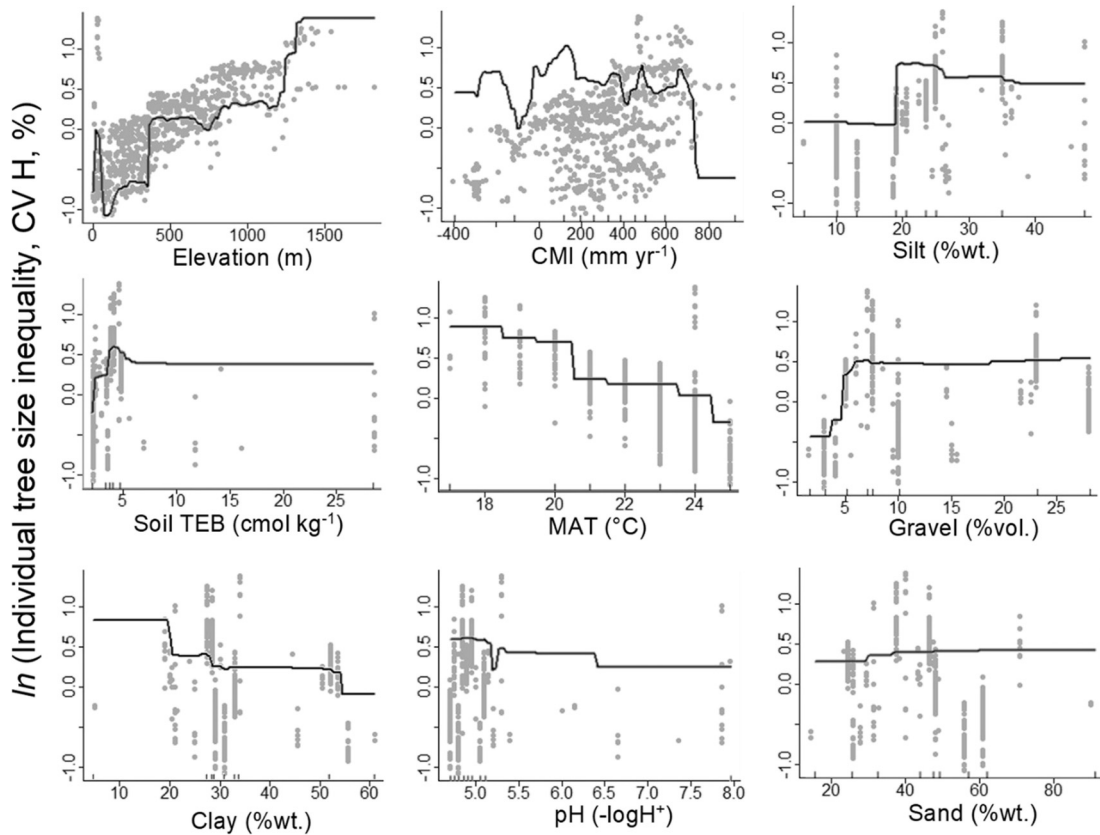 ln (Individual tree size inequality, CV H, %)
1.0
0.5
0.0
-1.0
0 500 1000 1500
Elevation (m)
1.0
0.5
0.0
-1.0
-400 0 200 400 600 800
CMI (mm yr⁻¹)
1.0
0.5
0.0
-1.0
10 20 30 40
Silt (%wt.)
1.0
0.5
0.0
-1.0
5 10 15 20 25
Soil TEB (cmol kg⁻¹)
1.0
0.5
0.0
-1.0
18 20 22 24
MAT (°C)
1.0
0.5
0.0
-1.0
5 10 15 20 25
Gravel (%vol.)
1.0
0.5
0.0
-1.0
10 20 30 40 50 60
Clay (%wt.)
1.0
0.5
0.0
-1.0
5.0 5.5 6.0 6.5 7.0 7.5 8.0
pH (-logH⁺)
1.0
0.5
0.0
-1.0
20 40 60 80
Sand (%wt.)